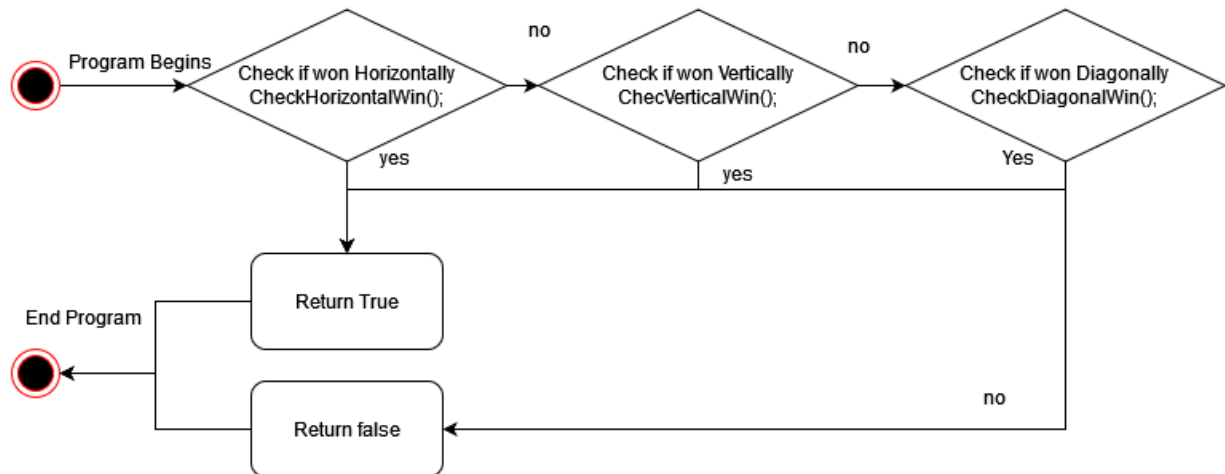 Program Begins
Check if won Horizontally
CheckHorizontalWin();
no
Check if won Vertically
ChecVerticalWin();
no
Check if won Diagonally
CheckDiagonalWin();
yes
yes
Yes
Return True
End Program
Return false
no